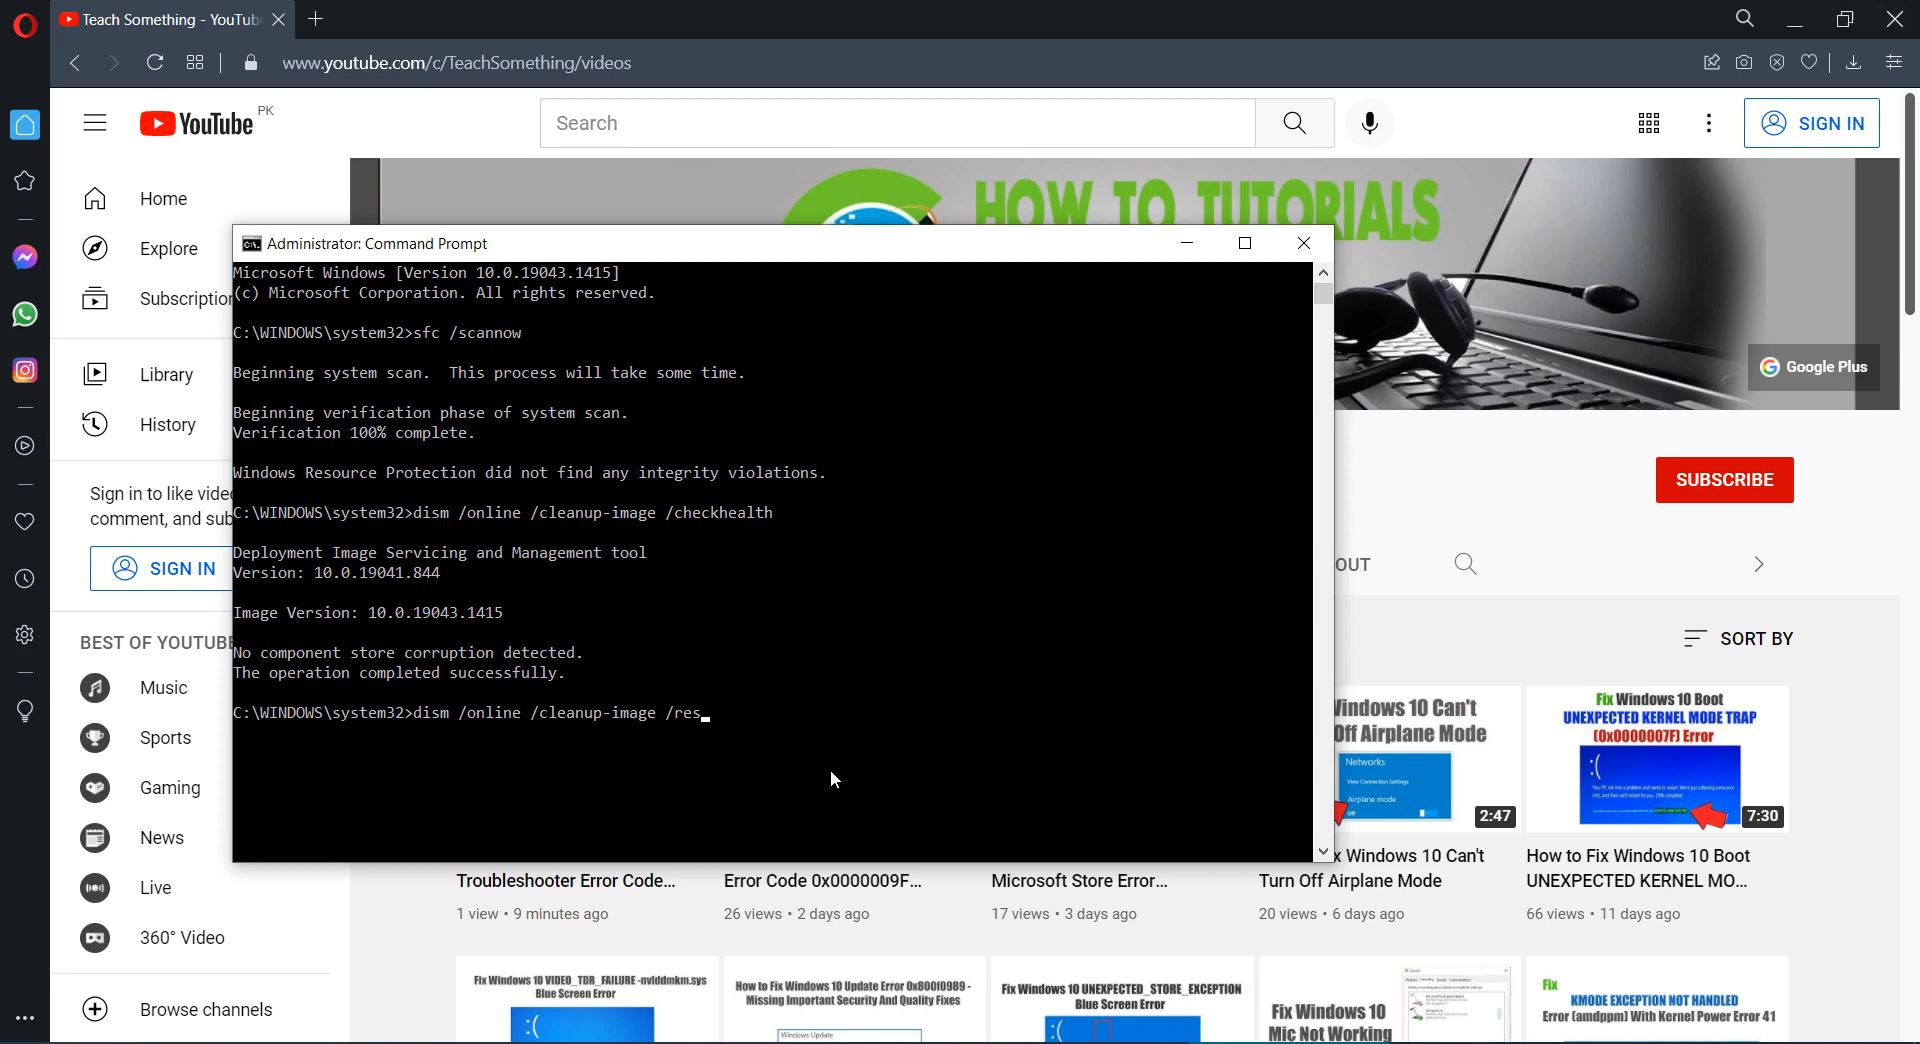 Teach Something - YouTub
www.youtube.com/c/TeachSomething/videos
YouTube PK
Search
SIGN IN
Home
Explore
Subscription
Library
History
Sign in to like vide
comment, and sub
SIGN IN
BEST OF YOUTUBE
Music
Sports
Gaming
News
Live
360° Video
Browse channels
HOW TO TUTORIALS
Google Plus
SUBSCRIBE
OUT
SORT BY
Administrator: Command Prompt
Microsoft Windows [Version 10.0.19043.1415]
(c) Microsoft Corporation. All rights reserved.
C:\WINDOWS\system32>sfc /scannow
Beginning system scan.  This process will take some time.
Beginning verification phase of system scan.
Verification 100% complete.
Windows Resource Protection did not find any integrity violations.
C:\WINDOWS\system32>dism /online /cleanup-image /checkhealth
Deployment Image Servicing and Management tool
Version: 10.0.19041.844
Image Version: 10.0.19043.1415
No component store corruption detected.
The operation completed successfully.
C:\WINDOWS\system32>dism /online /cleanup-image /res_
Windows 10 Can't
Off Airplane Mode
Networks
View Connection Settings
Airplane mode
Off
2:47
Fix Windows 10 Boot
UNEXPECTED KERNEL MODE TRAP
(0x0000007F) Error
7:30
Troubleshooter Error Code...
1 view • 9 minutes ago
Error Code 0x0000009F...
26 views • 2 days ago
Microsoft Store Error...
17 views • 3 days ago
x Windows 10 Can't
Turn Off Airplane Mode
20 views • 6 days ago
How to Fix Windows 10 Boot
UNEXPECTED KERNEL MO...
66 views • 11 days ago
Fix Windows 10 VIDEO_TDR_FAILURE -nvlddmkm.sys
Blue Screen Error
How to Fix Windows 10 Update Error 0x800f0989 -
Missing Important Security And Quality Fixes
Windows Update
Fix Windows 10 UNEXPECTED_STORE_EXCEPTION
Blue Screen Error
Fix Windows 10
Mic Not Working
Fix
KMODE EXCEPTION NOT HANDLED
Error (amdppm) With Kernel Power Error 41